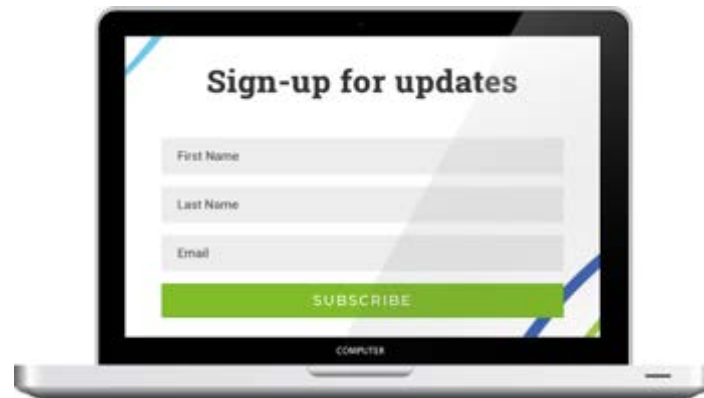 Sign-up for updates
First Name
Last Name
Email
SUBSCRIBE
COMPUTER